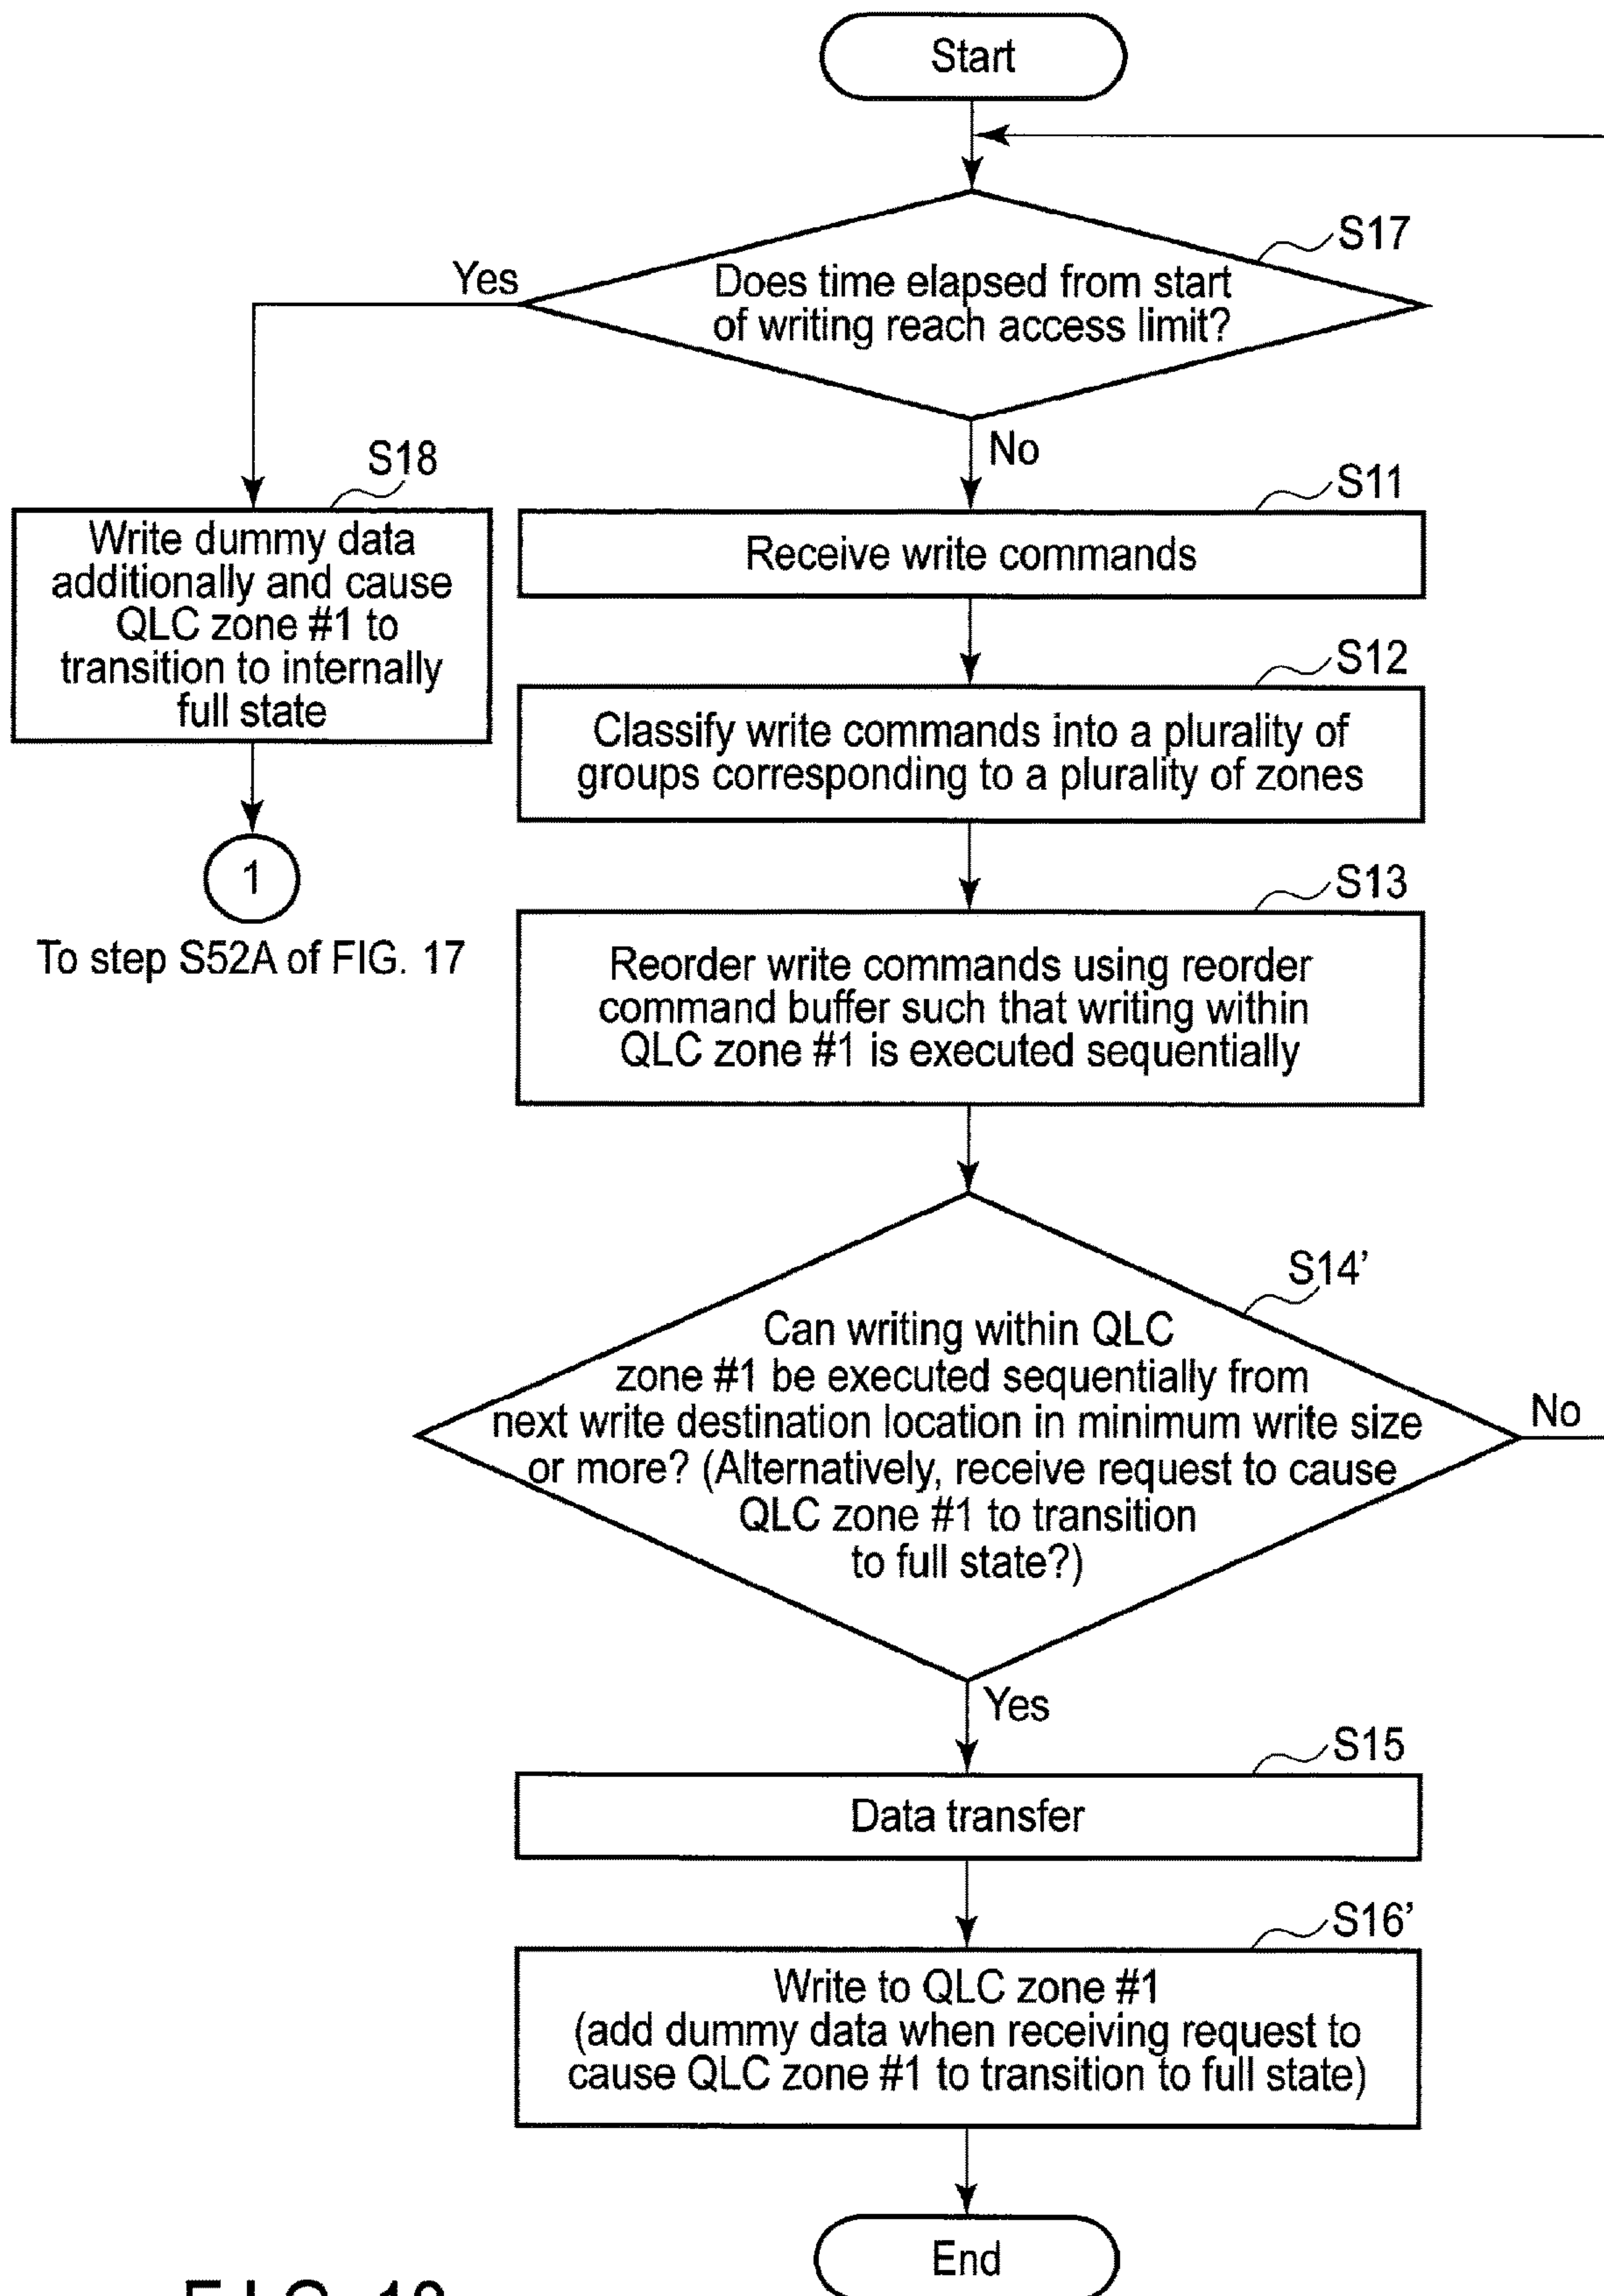 Start
S17
Yes
Does time elapsed from start
of writing reach access limit?
No
S18
S11
Write dummy data
additionally and cause
QLC zone #1 to
transition to internally
full state
Receive write commands
S12
Classify write commands into a plurality of
groups corresponding to a plurality of zones
1
To step S52A of FIG. 17
S13
Reorder write commands using reorder
command buffer such that writing within
QLC zone #1 is executed sequentially
S14’
Can writing within QLC
zone #1 be executed sequentially from
next write destination location in minimum write size
or more? (Alternatively, receive request to cause
QLC zone #1 to transition
to full state?)
No
Yes
S15
Data transfer
S16’
Write to QLC zone #1
(add dummy data when receiving request to
cause QLC zone #1 to transition to full state)
End